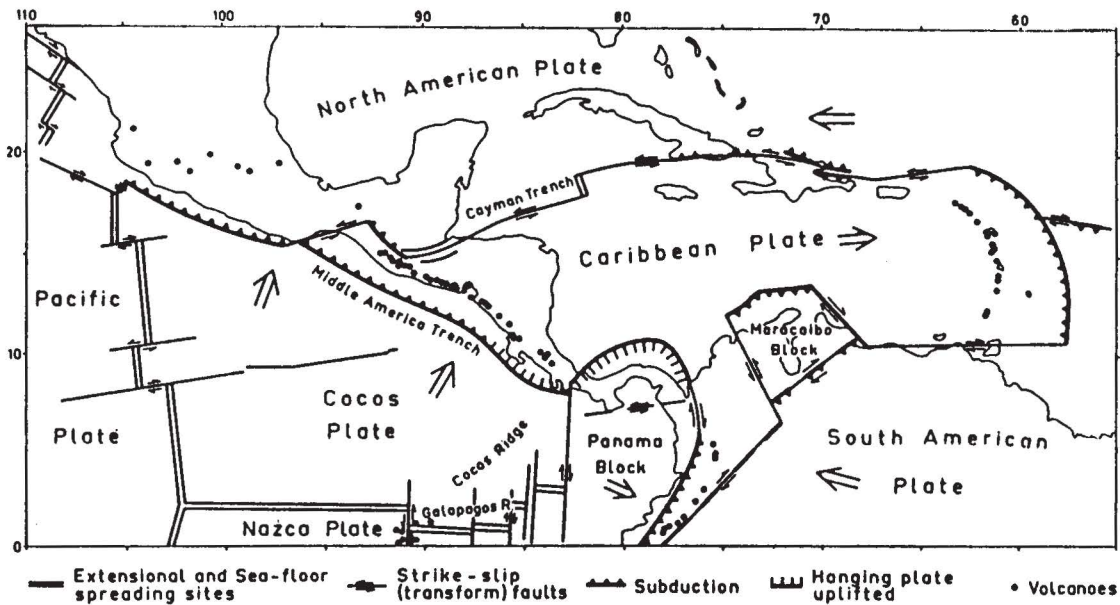 110 100 90 80 70 60
North American Plate
20
Cayman Trench
Caribbean Plate
Middle America Trench
Pacific
Plate
Maracaibo
Block
10
Cocos
Plate
Cocos Ridge
Panama
Block
South American
Plate
Galapagos R.
Nazca Plate
0
Extensional and Sea-floor
spreading sites
Strike-slip
(transform) faults
Subduction
Hanging plate
uplifted
Volcanoes